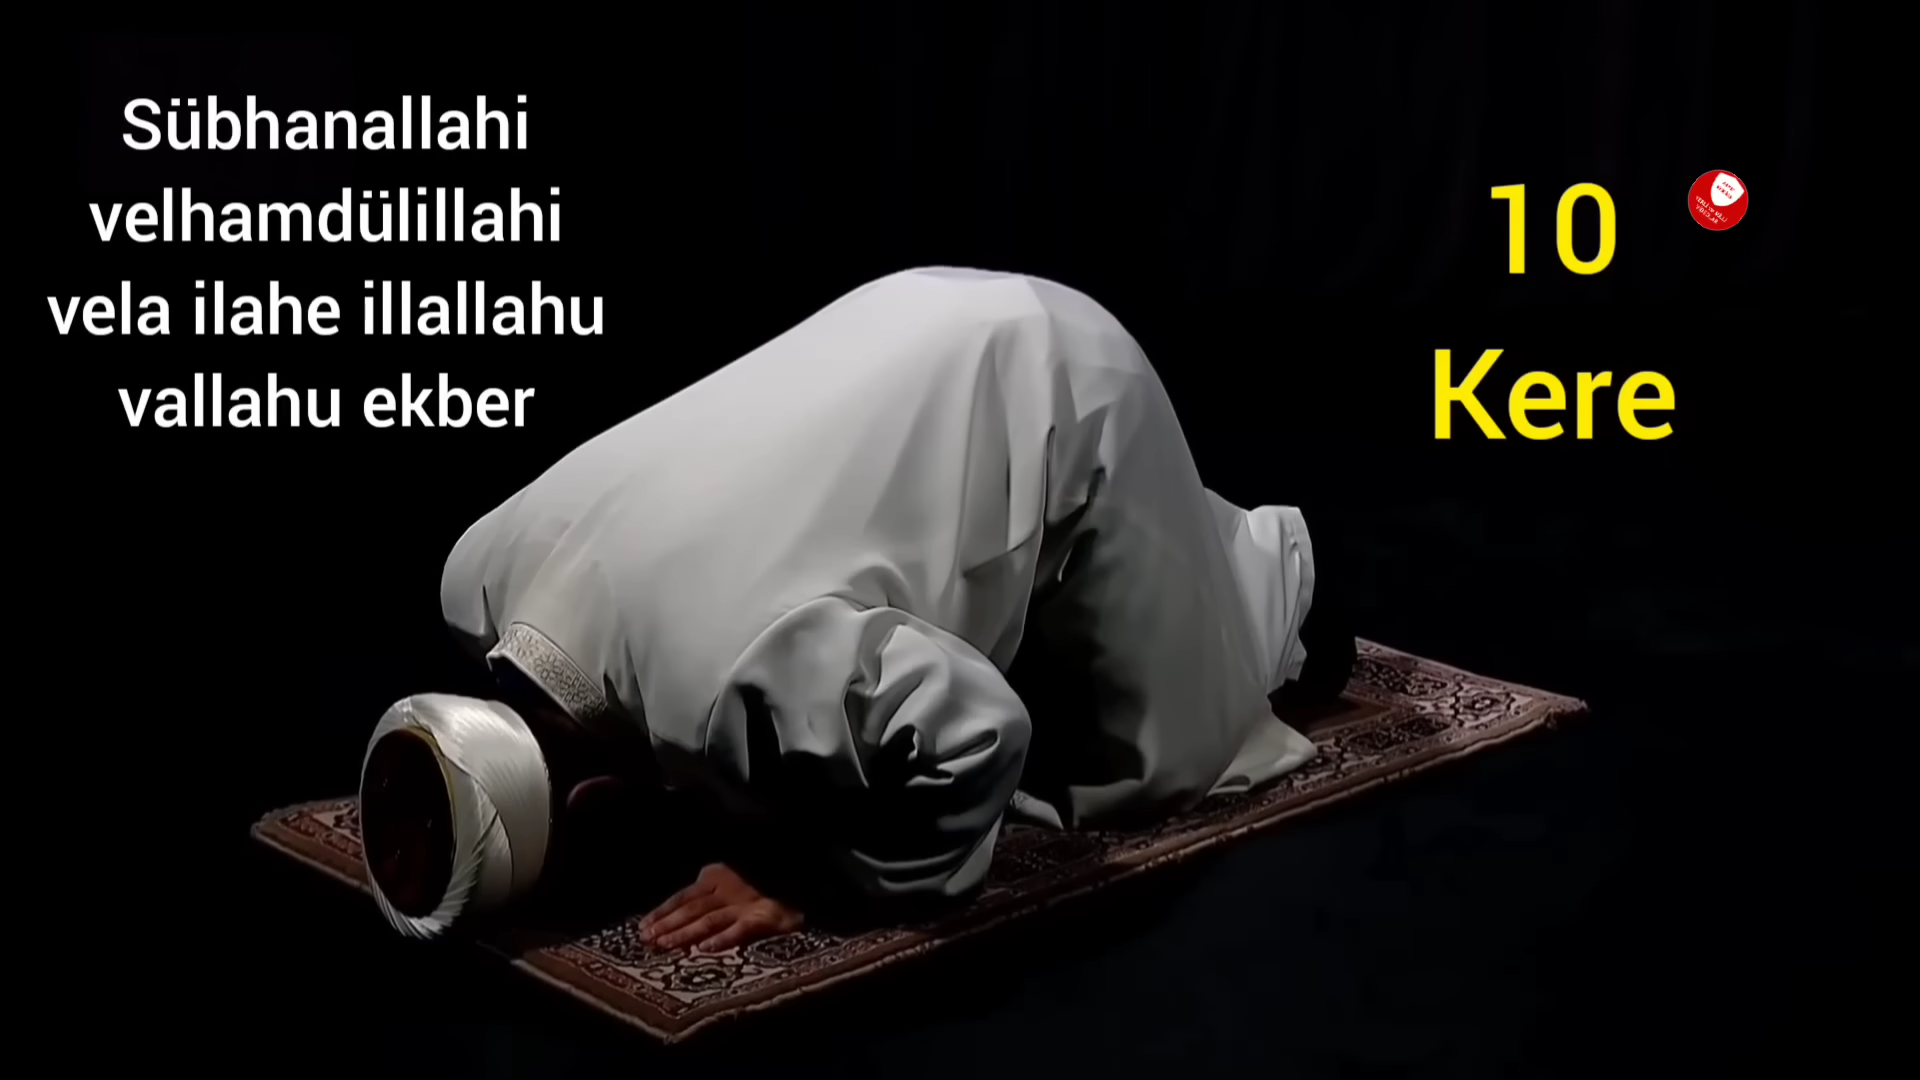 Sübhanallahi
velhamdülillahi
vela ilahe illallahu
vallahu ekber
10
Kere